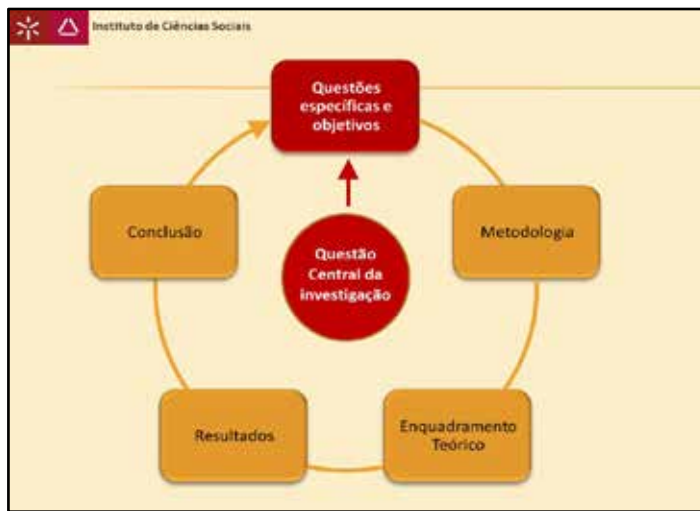 Instituto de Ciências Sociais
Questões
específicas e
objetivos
Conclusão
Metodologia
Questão
Central da
investigação
Resultados
Enquadramento
Teórico